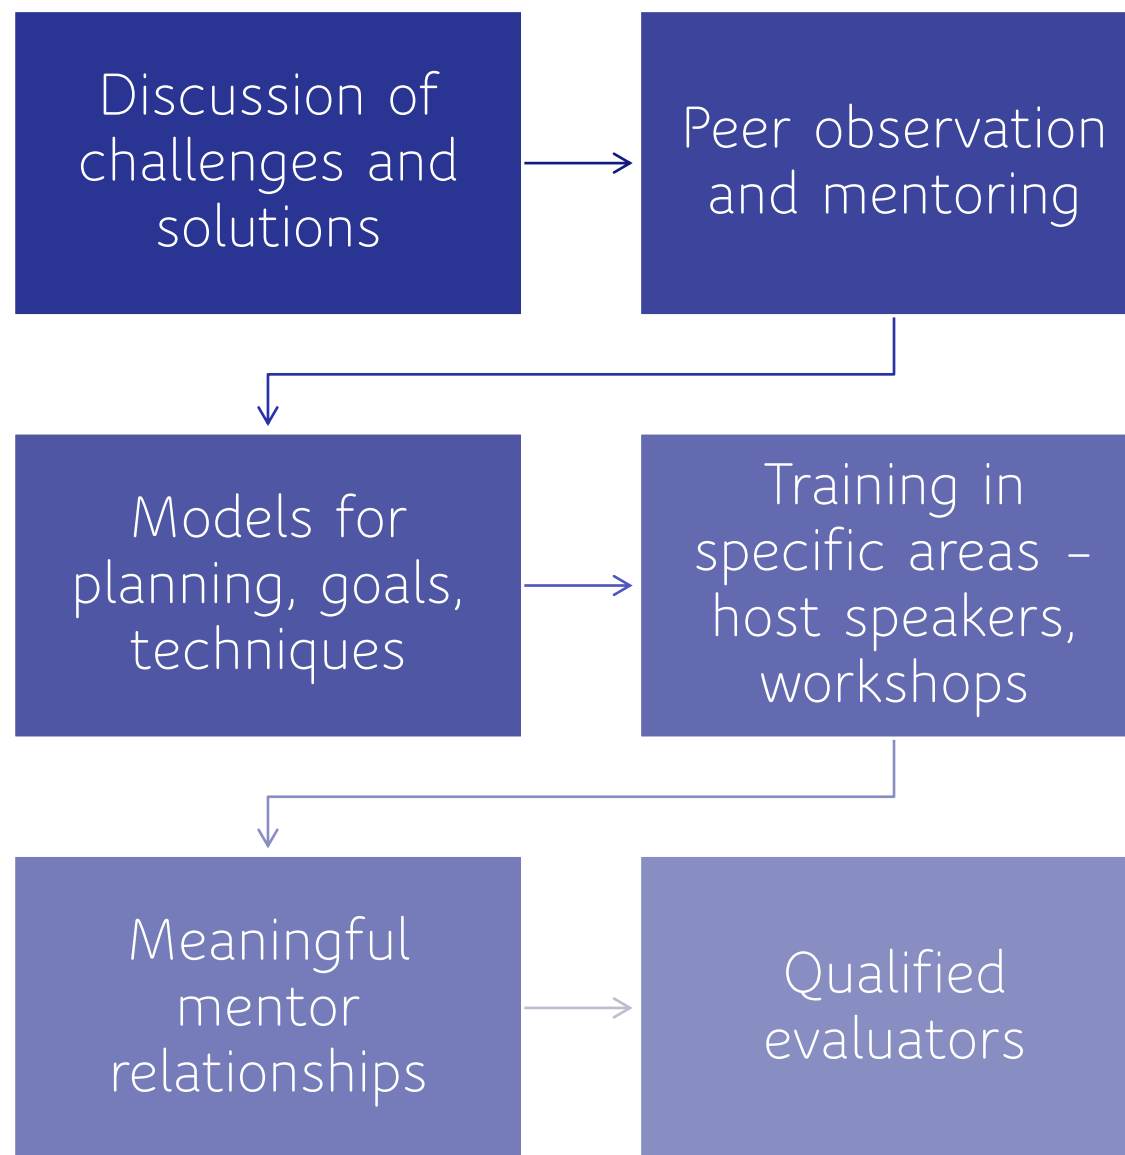 Discussion of
challenges and
solutions
Peer observation
and mentoring
Models for
planning, goals,
techniques
Training in
specific areas –
host speakers,
workshops
Meaningful
mentor
relationships
Qualified
evaluators